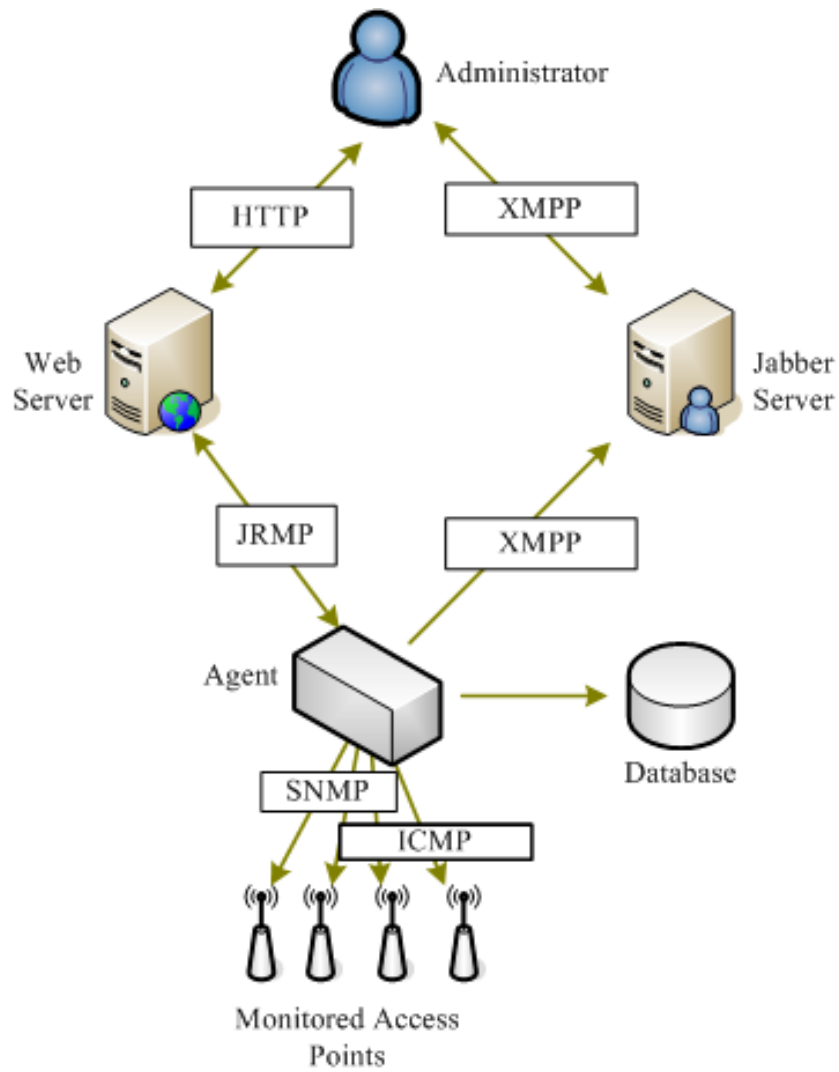 Administrator
HTTP
XMPP
Web
Server
Jabber
Server
JRMP
XMPP
Agent
Database
SNMP
ICMP
Monitored Access
Points